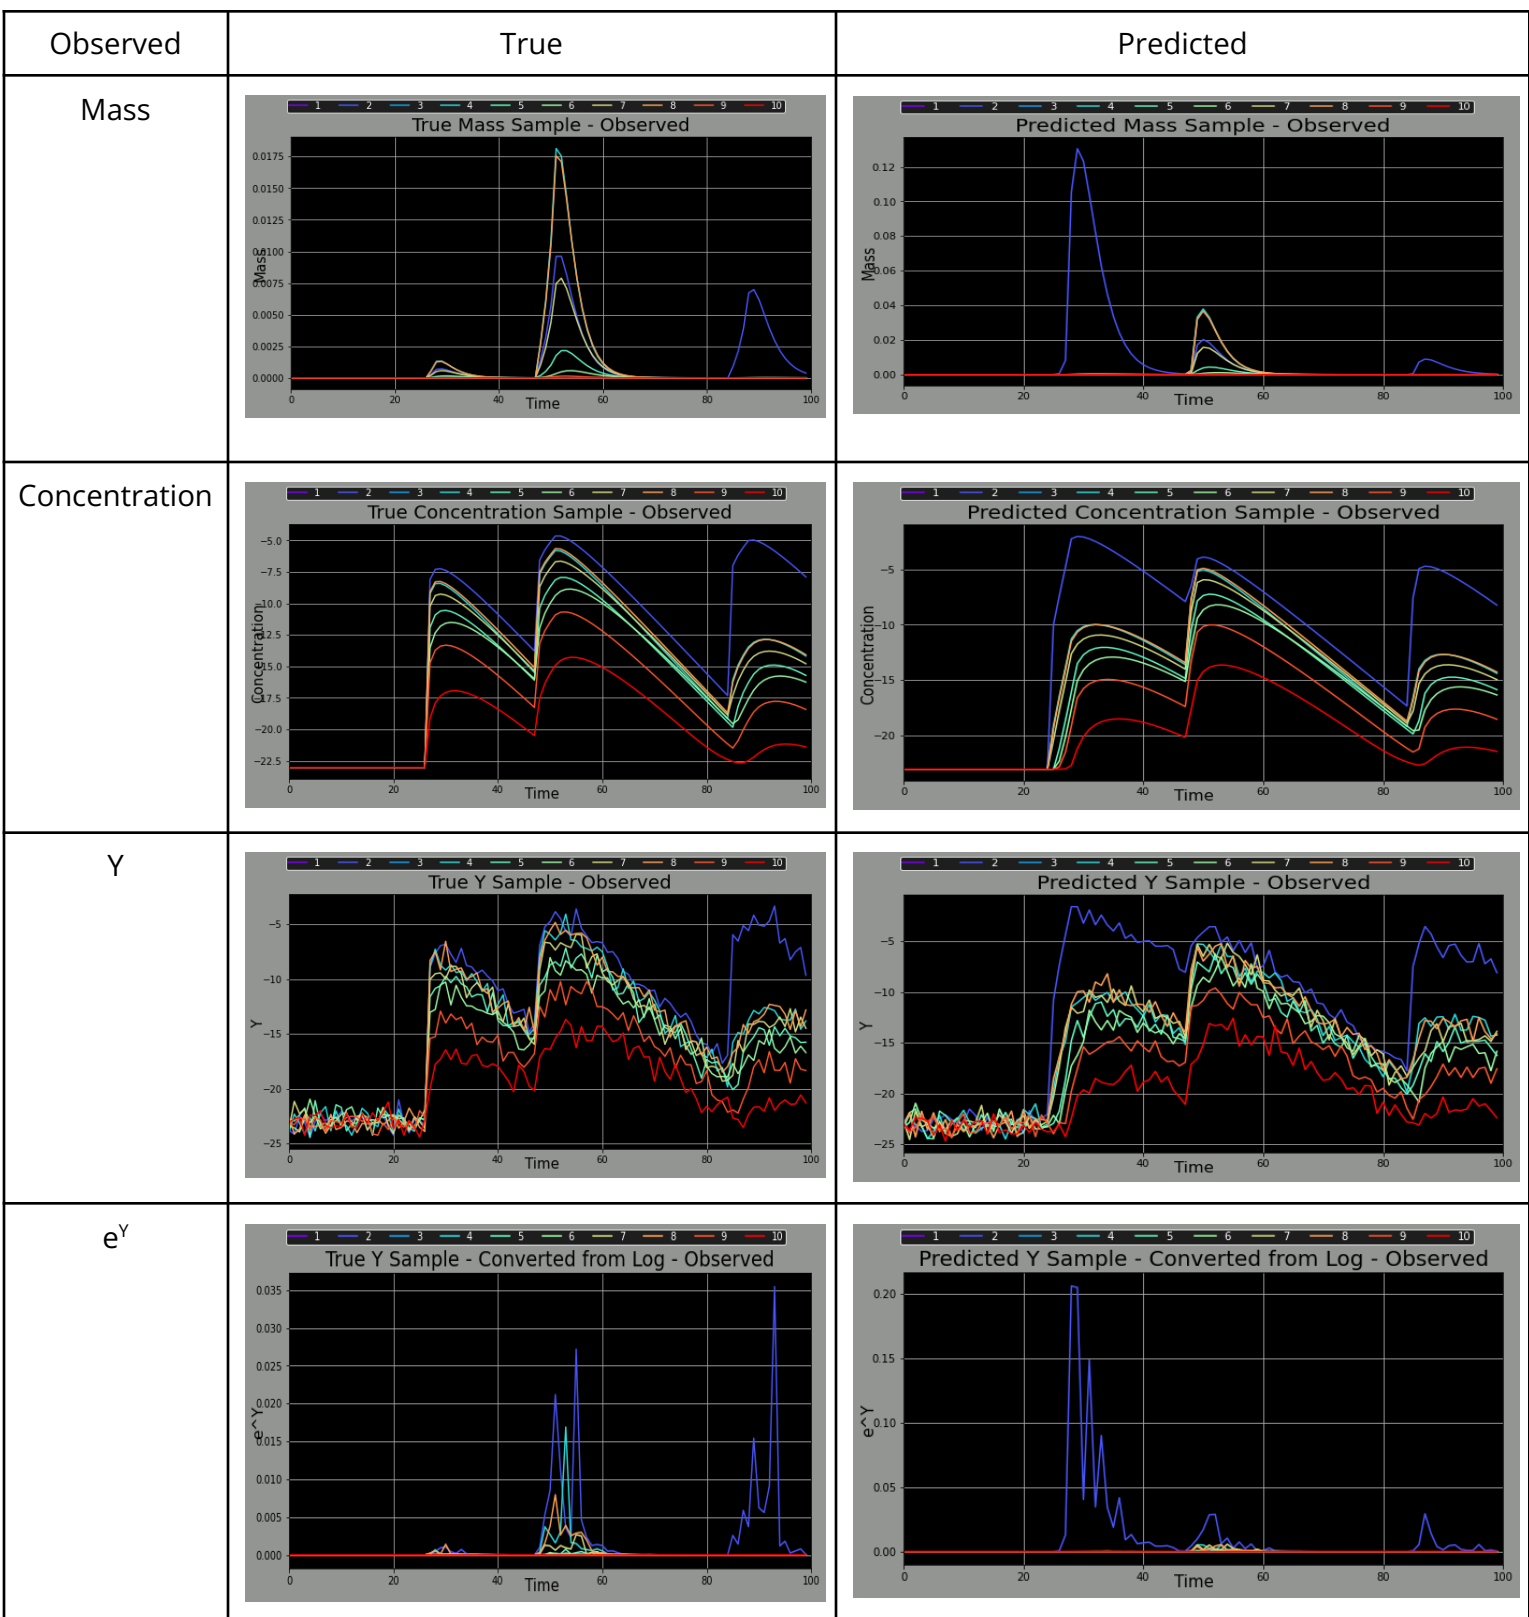 Observed True Predicted
Mass
1 2 3 4 5 6 7 8 9 10
True Mass Sample - Observed
0.0175
0.0150
0.0125
0.0100
0.0075
0.0050
0.0025
0.0000
Mass
0 20 40 60 80 100
Time
1 2 3 4 5 6 7 8 9 10
Predicted Mass Sample - Observed
0.12
0.10
0.08
0.06
0.04
0.02
0.00
Mass
0 20 40 60 80 100
Time
Concentration
1 2 3 4 5 6 7 8 9 10
True Concentration Sample - Observed
−5.0
−7.5
−10.0
−12.5
−15.0
−17.5
−20.0
−22.5
Concentration
0 20 40 60 80 100
Time
1 2 3 4 5 6 7 8 9 10
Predicted Concentration Sample - Observed
−5
−10
−15
−20
Concentration
0 20 40 60 80 100
Time
Y
1 2 3 4 5 6 7 8 9 10
True Y Sample - Observed
−5
−10
−15
−20
−25
Y
0 20 40 60 80 100
Time
1 2 3 4 5 6 7 8 9 10
Predicted Y Sample - Observed
−5
−10
−15
−20
−25
Y
0 20 40 60 80 100
Time
e^Y
1 2 3 4 5 6 7 8 9 10
True Y Sample - Converted from Log - Observed
0.035
0.030
0.025
0.020
0.015
0.010
0.005
0.000
e^Y
0 20 40 60 80 100
Time
1 2 3 4 5 6 7 8 9 10
Predicted Y Sample - Converted from Log - Observed
0.20
0.15
0.10
0.05
0.00
e^Y
0 20 40 60 80 100
Time